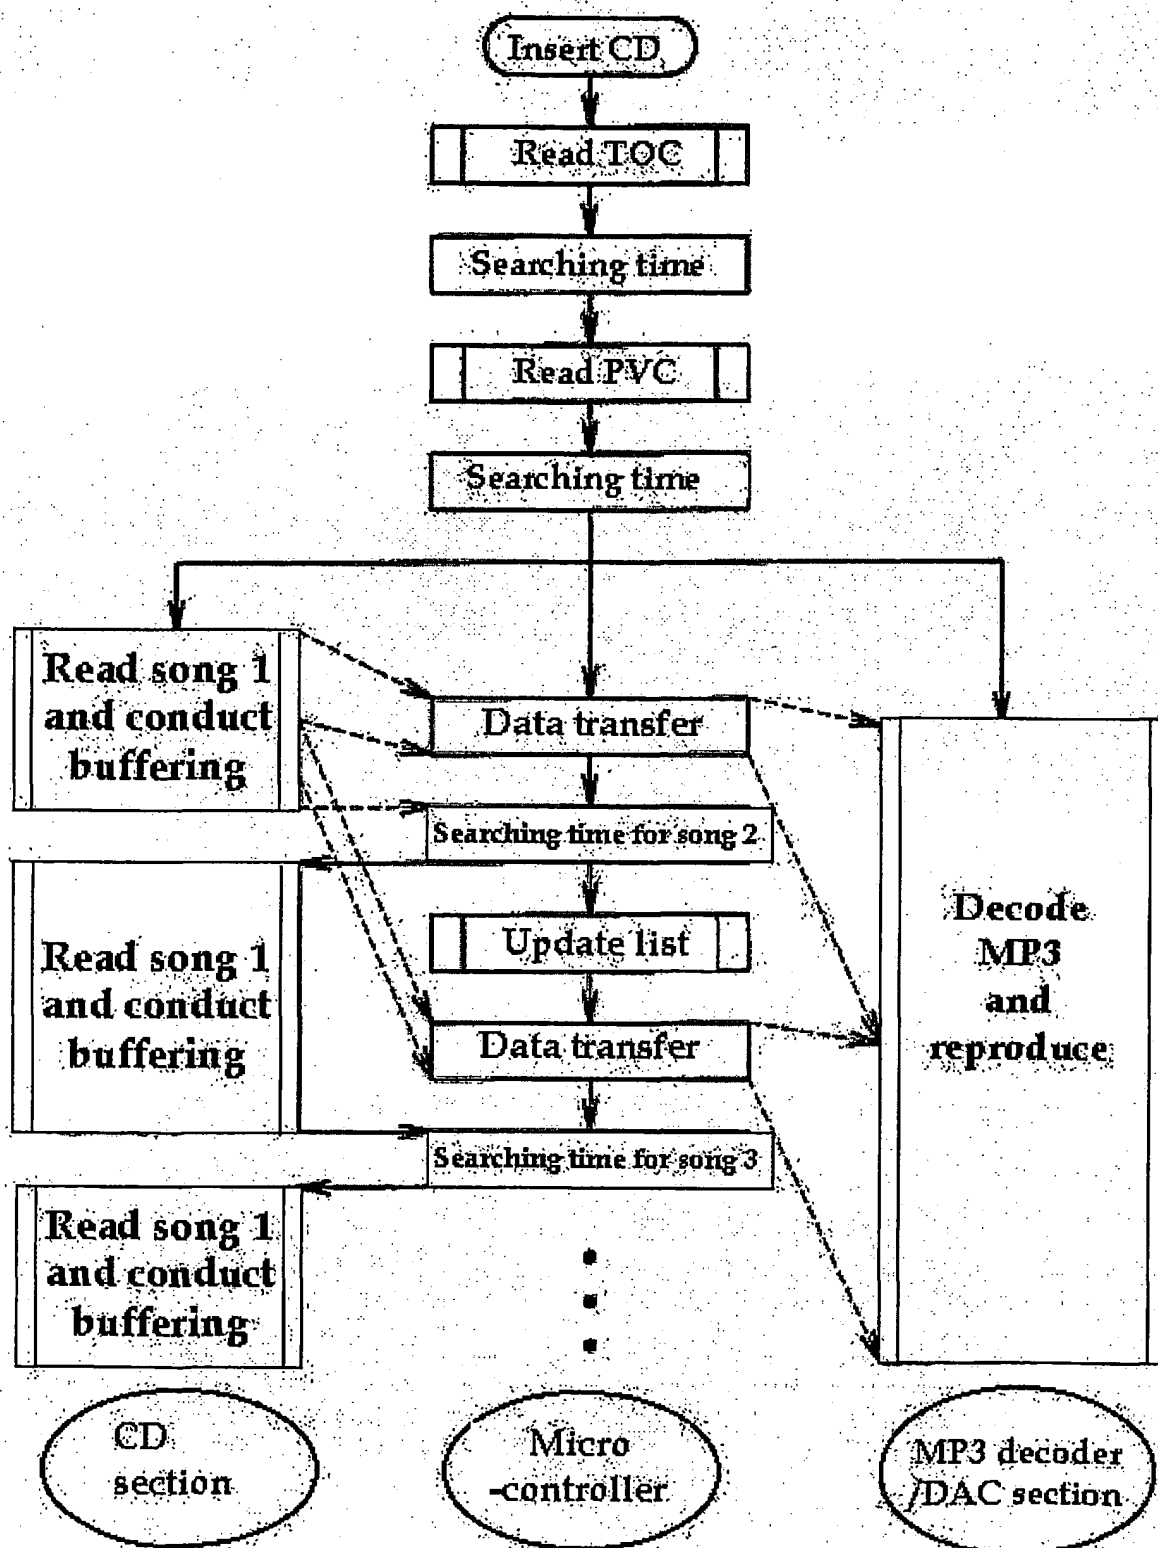 Insert CD
Read TOC
Searching time
Read PVC
Searching time
Read song 1
and conduct
buffering
Data transfer
Searching time for song 2
Read song 1
and conduct
buffering
Update list
Data transfer
Decode
MP3
and
reproduce
Searching time for song 3
Read song 1
and conduct
buffering
CD
section
Micro
-controller
MP3 decoder
/DAC section